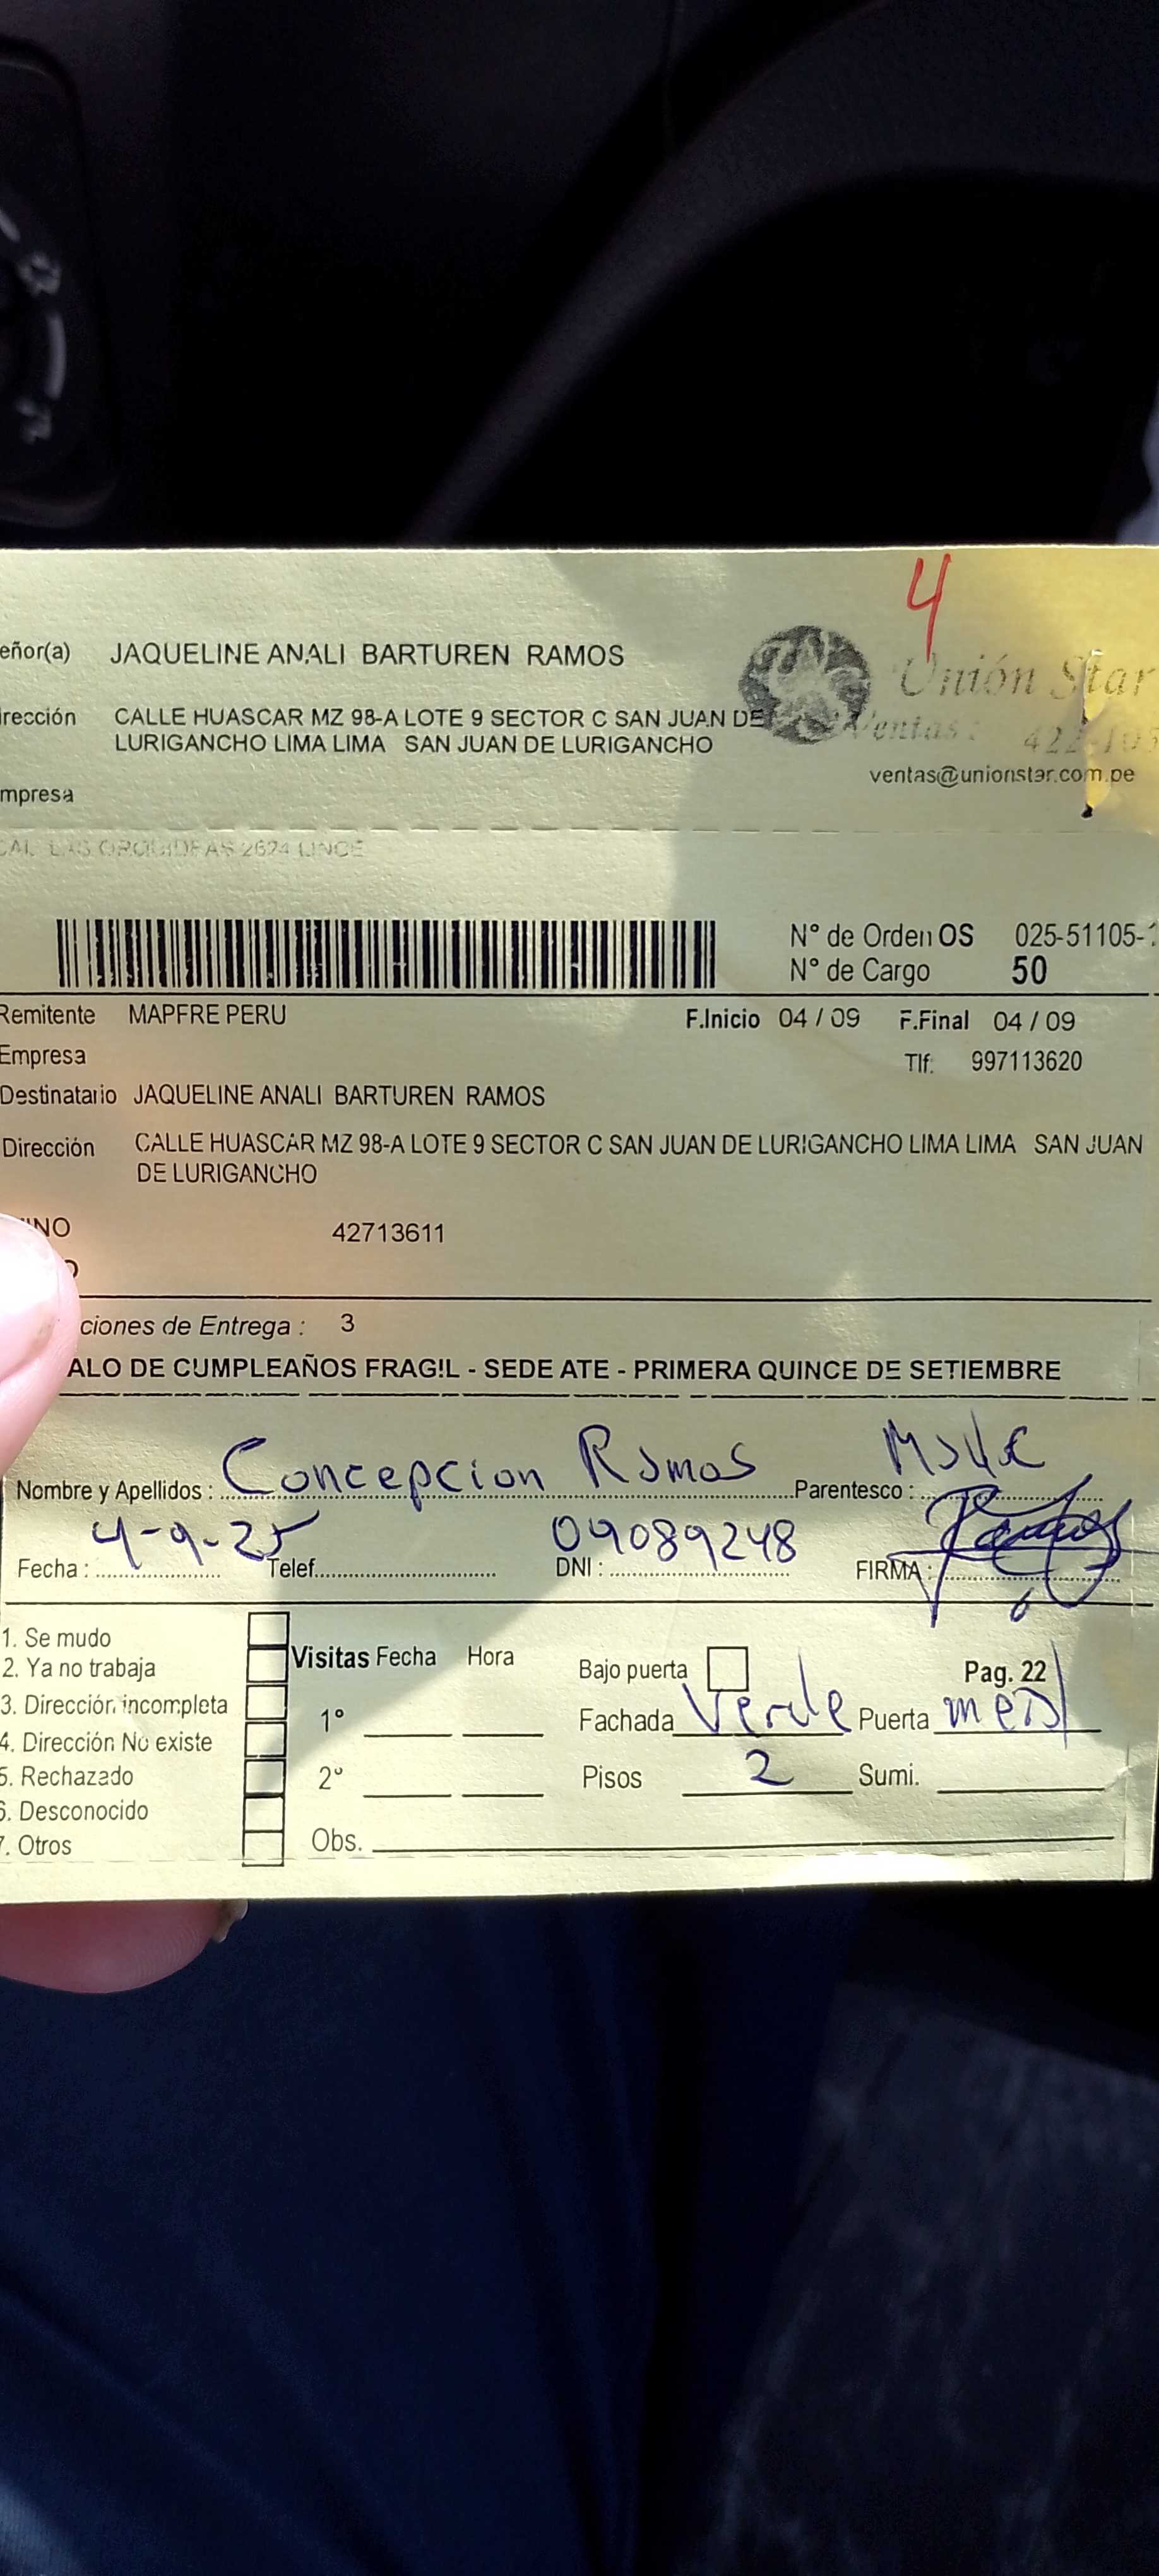 4
eñor(a) JAQUELINE ANALI BARTUREN RAMOS
Unión Star
irección CALLE HUASCAR MZ 98-A LOTE 9 SECTOR C SAN JUAN DE
LURIGANCHO LIMA LIMA SAN JUAN DE LURIGANCHO
Ventas
ventas@unionstar.com.pe
mpresa
CAL LAS ORQUIDEAS 2624 LINCE
N° de Orden OS 025-51105-
N° de Cargo 50
Remitente MAPFRE PERU F.Inicio 04 / 09 F.Final 04 / 09
Empresa Tlf: 997113620
Destinatario JAQUELINE ANALI BARTUREN RAMOS
Dirección CALLE HUASCAR MZ 98-A LOTE 9 SECTOR C SAN JUAN DE LURIGANCHO LIMA LIMA SAN JUAN
DE LURIGANCHO
INO 42713611
O
ciones de Entrega : 3
ALO DE CUMPLEAÑOS FRAGIL - SEDE ATE - PRIMERA QUINCE DE SETIEMBRE
Nombre y Apellidos : Concepcion Ramos Parentesco :
Fecha : 4-9-25 Telef. DNI : 09089248 FIRMA :
1. Se mudo
2. Ya no trabaja
3. Dirección incompleta
4. Dirección No existe
5. Rechazado
6. Desconocido
7. Otros
Visitas Fecha Hora
1°
2°
Obs.
Bajo puerta Pag. 22
Fachada Verde Puerta
Pisos 2 Sumi.